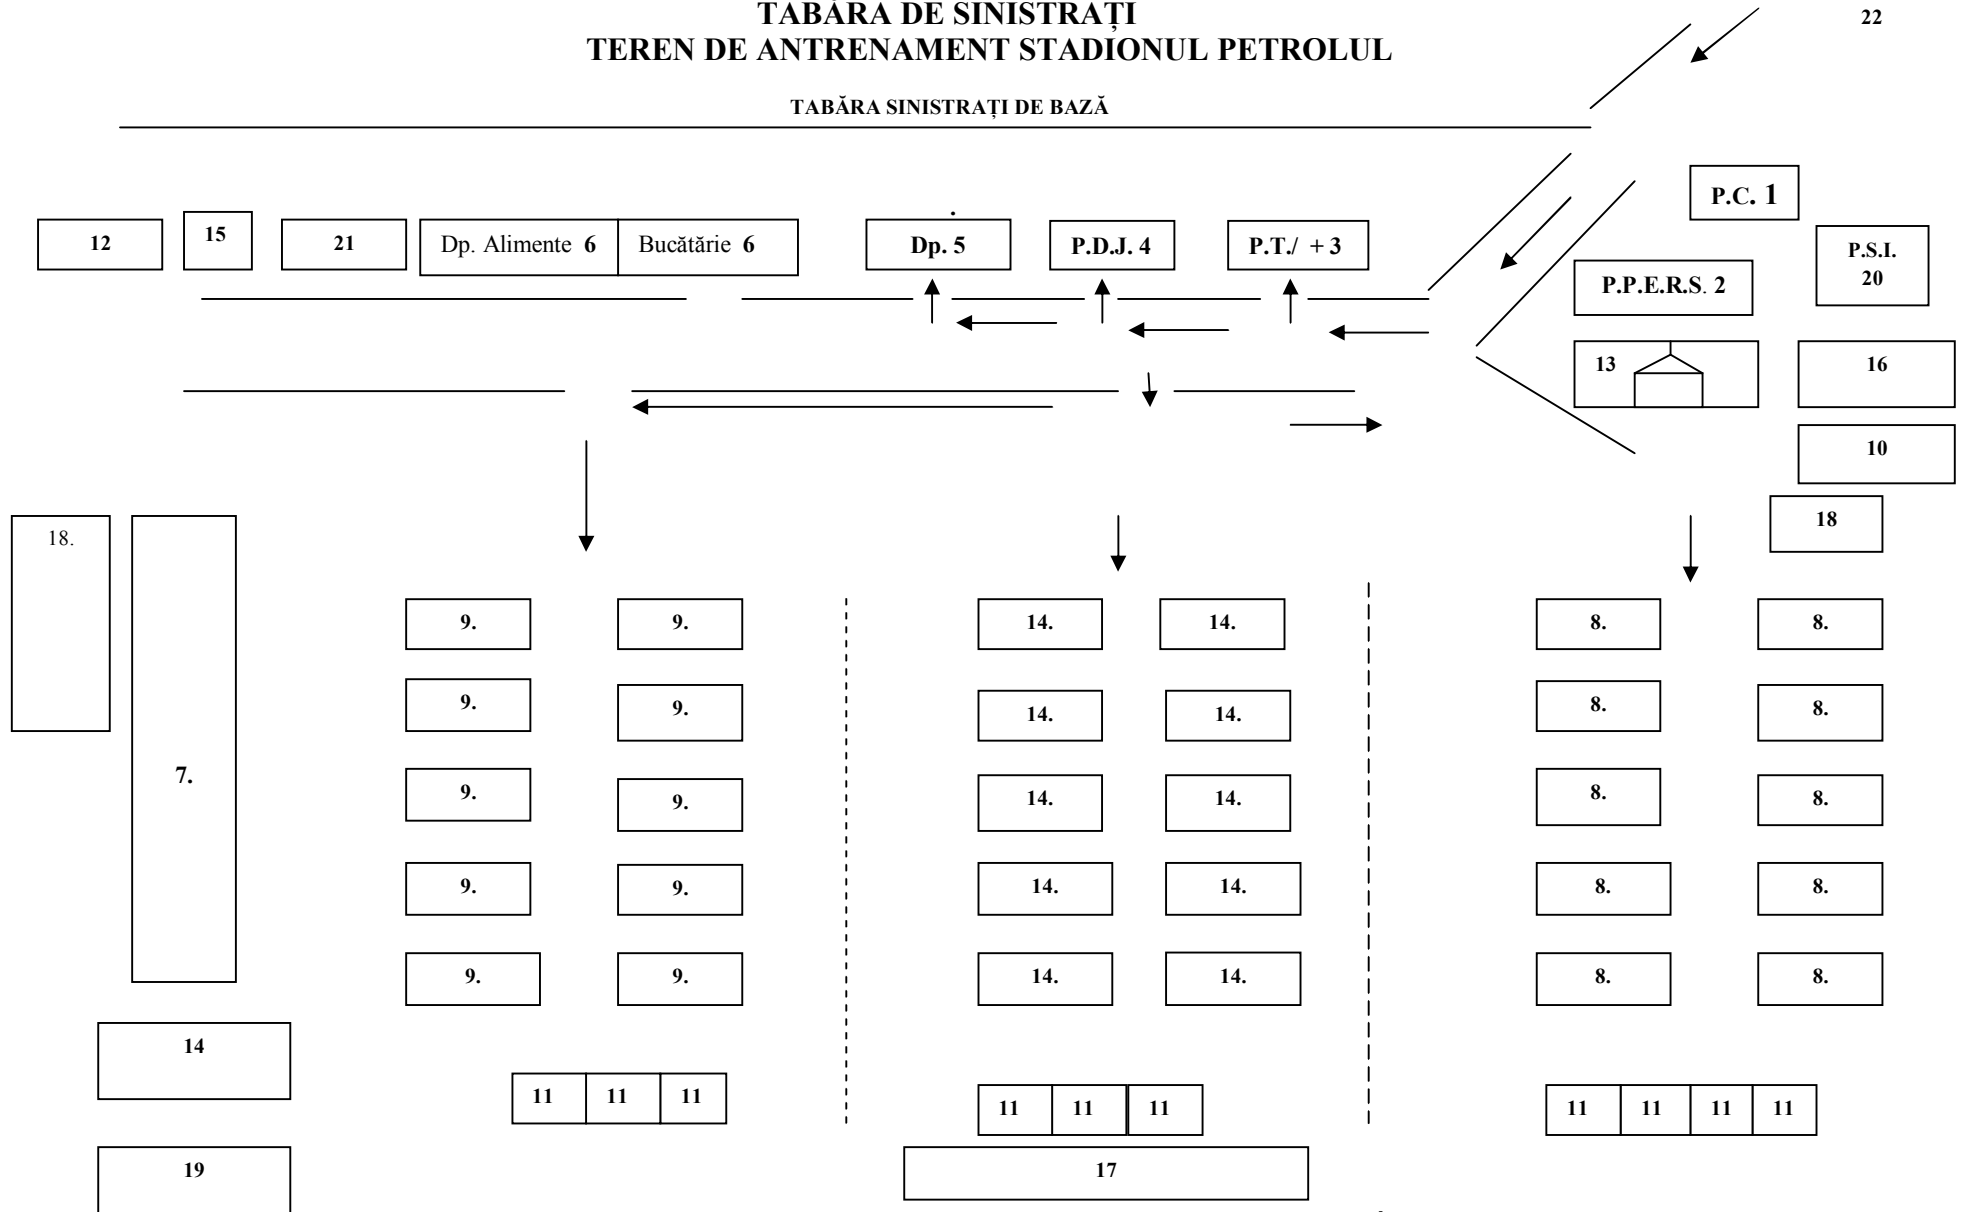 TABĂRA DE SINISTRAȚI
22
TEREN DE ANTRENAMENT STADIONUL PETROLUL
TABĂRA SINISTRAȚI DE BAZĂ
P.C. 1
.
12
15
21
Dp. Alimente 6
Bucătărie 6
Dp. 5
P.D.J. 4
P.T./ + 3
P.S.I.
20
P.P.E.R.S. 2
13
16
10
18
18.
7.
9. 9. 14. 14. 8. 8.
9. 9. 14. 14. 8. 8.
9. 9. 14. 14. 8. 8.
9. 9. 14. 14. 8. 8.
9. 9. 14. 14. 8. 8.
14
11 11 11
11 11 11
11 11 11 11
19
17